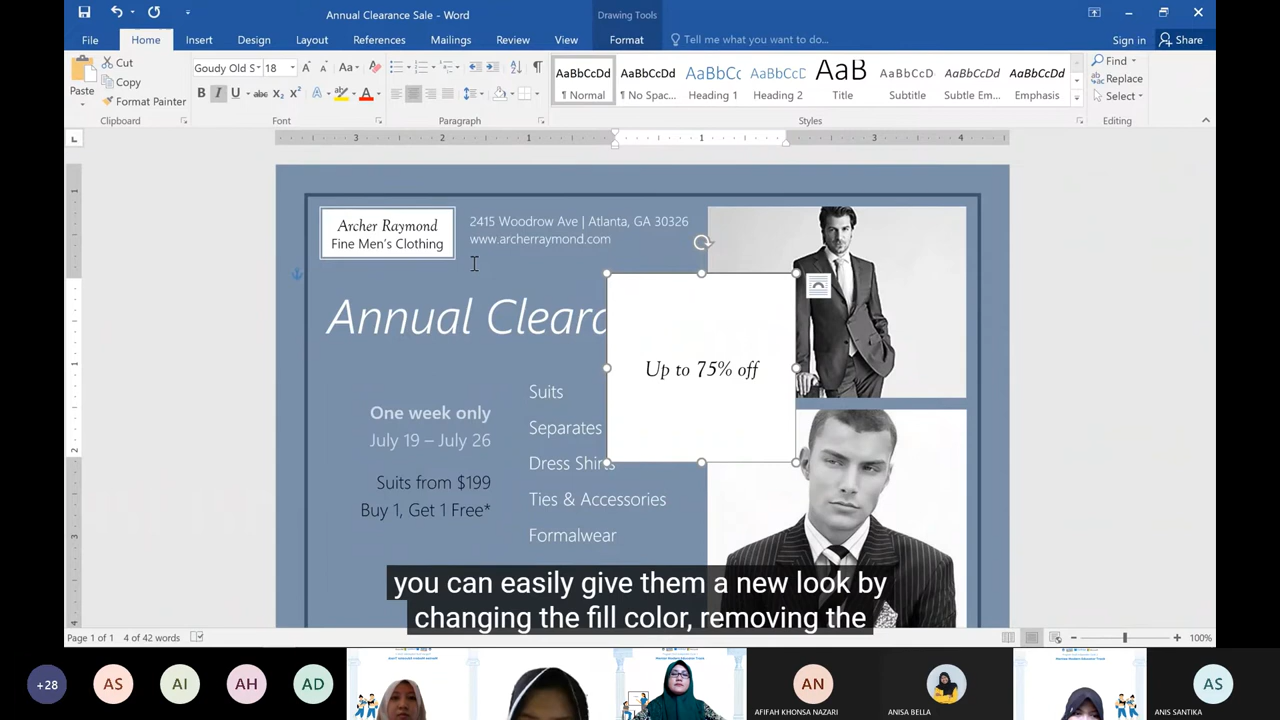 Annual Clearance Sale - Word
Drawing Tools
File Home Insert Design Layout References Mailings Review View Format Tell me what you want to do... Sign in Share
Paste
Cut
Copy
Format Painter
Clipboard
Goudy Old S 18
Font
Paragraph
AaBbCcDd AaBbCcDd AaBbCc AaBbCcD AaB AaBbCcD AaBbCcDd AaBbCcDd
¶ Normal ¶ No Spac... Heading 1 Heading 2 Title Subtitle Subtle Em... Emphasis
Styles
Find
Replace
Select
Editing
3 2 1 1 3 4
Archer Raymond
Fine Men's Clothing
2415 Woodrow Ave | Atlanta, GA 30326
www.archerraymond.com
Annual Cleara
Up to 75% off
One week only
July 19 – July 26
Suits from $199
Buy 1, Get 1 Free*
Suits
Separates
Dress Shirts
Ties & Accessories
Formalwear
you can easily give them a new look by
changing the fill color, removing the
Page 1 of 1 4 of 42 words
100%
+28 AS AI AH AD AN AS
AFIFAH KHONSA NAZARI ANISA BELLA ANIS SANTIKA